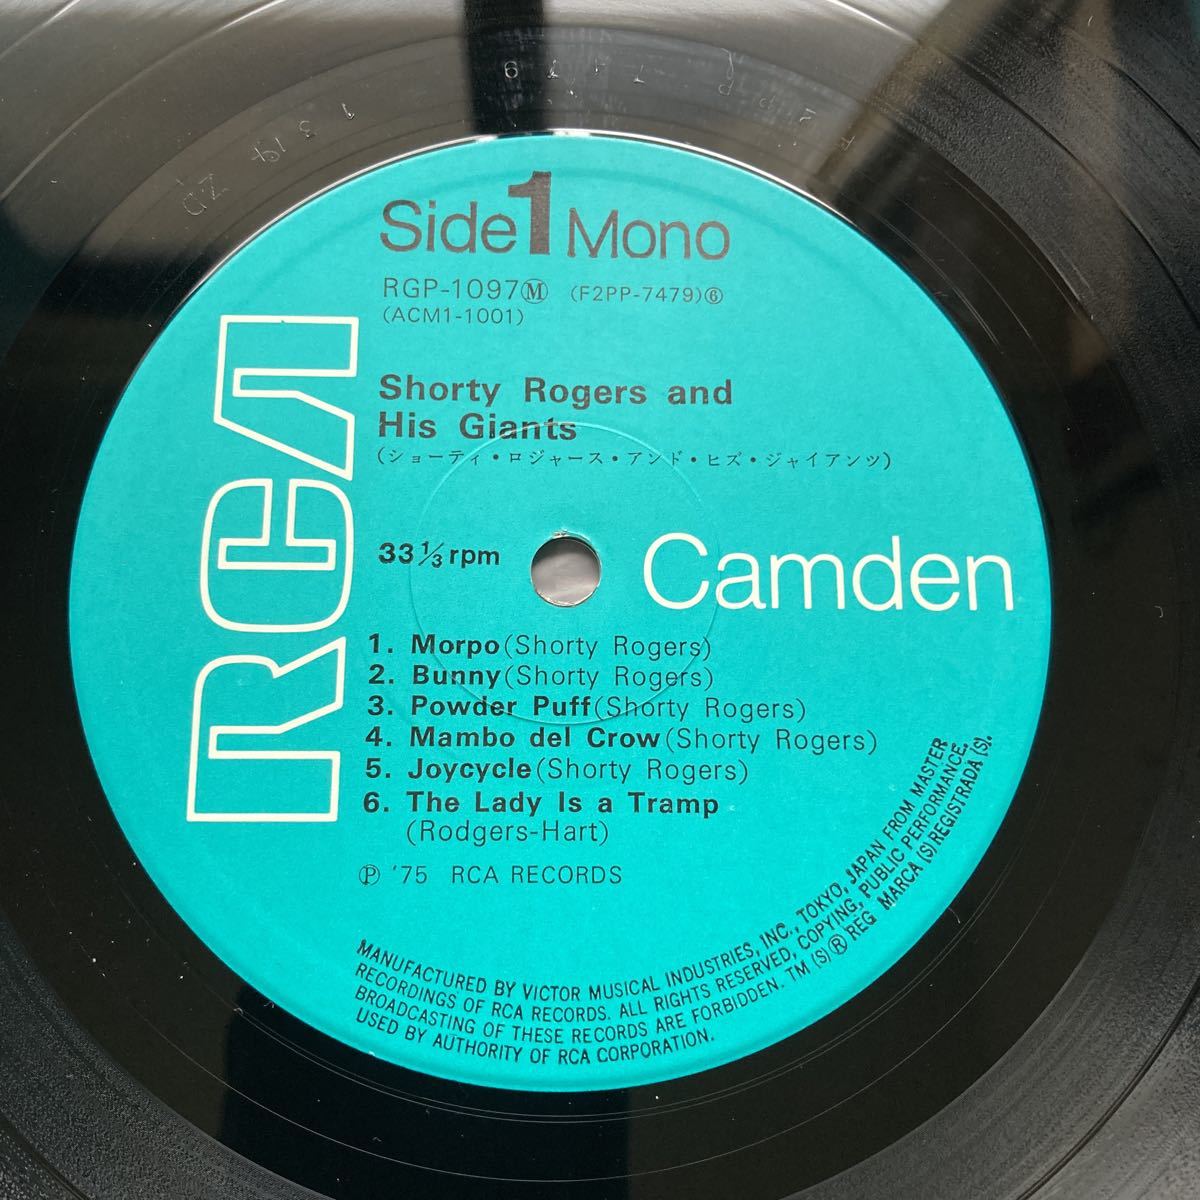 Side 1 Mono
RGP-1097Ⓜ (F2PP-7479)⑥
(ACM1-1001)
Shorty Rogers and
His Giants
(ショーティ・ロジャース・アンド・ヒズ・ジャイアンツ)
RCA
33 1/3 rpm
Camden
1. Morpo(Shorty Rogers)
2. Bunny(Shorty Rogers)
3. Powder Puff(Shorty Rogers)
4. Mambo del Crow(Shorty Rogers)
5. Joycycle(Shorty Rogers)
6. The Lady Is a Tramp
(Rodgers-Hart)
Ⓟ '75 RCA RECORDS
MANUFACTURED BY VICTOR MUSICAL INDUSTRIES, INC., TOKYO, JAPAN FROM MASTER
RECORDINGS OF RCA RECORDS. ALL RIGHTS RESERVED, COPYING, PUBLIC PERFORMANCE,
BROADCASTING OF THESE RECORDS ARE FORBIDDEN. TM (S) ® REG MARCA (S) REGISTRADA (S).
USED BY AUTHORITY OF RCA CORPORATION.